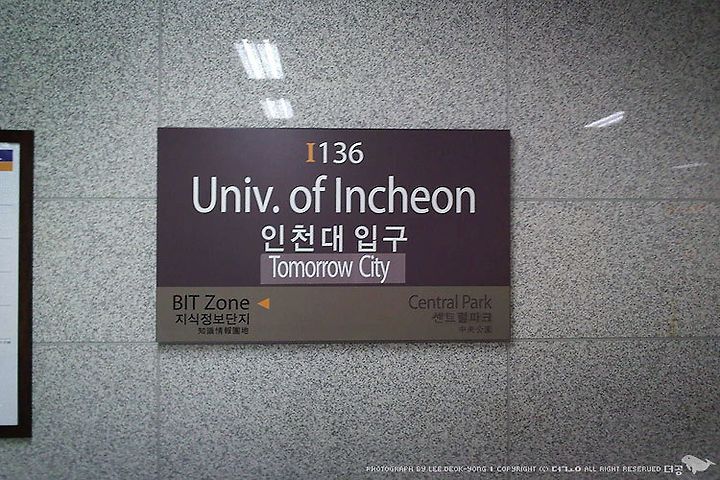 I136
Univ. of Incheon
인천대 입구
Tomorrow City
BIT Zone
지식정보단지
知識情報團地
Central Park
센트럴파크
中央公園
PHOTOGRAPH BY LEE.DEOK-YONG
COPYRIGHT (C) ALL RIGHT RESERVED 더공